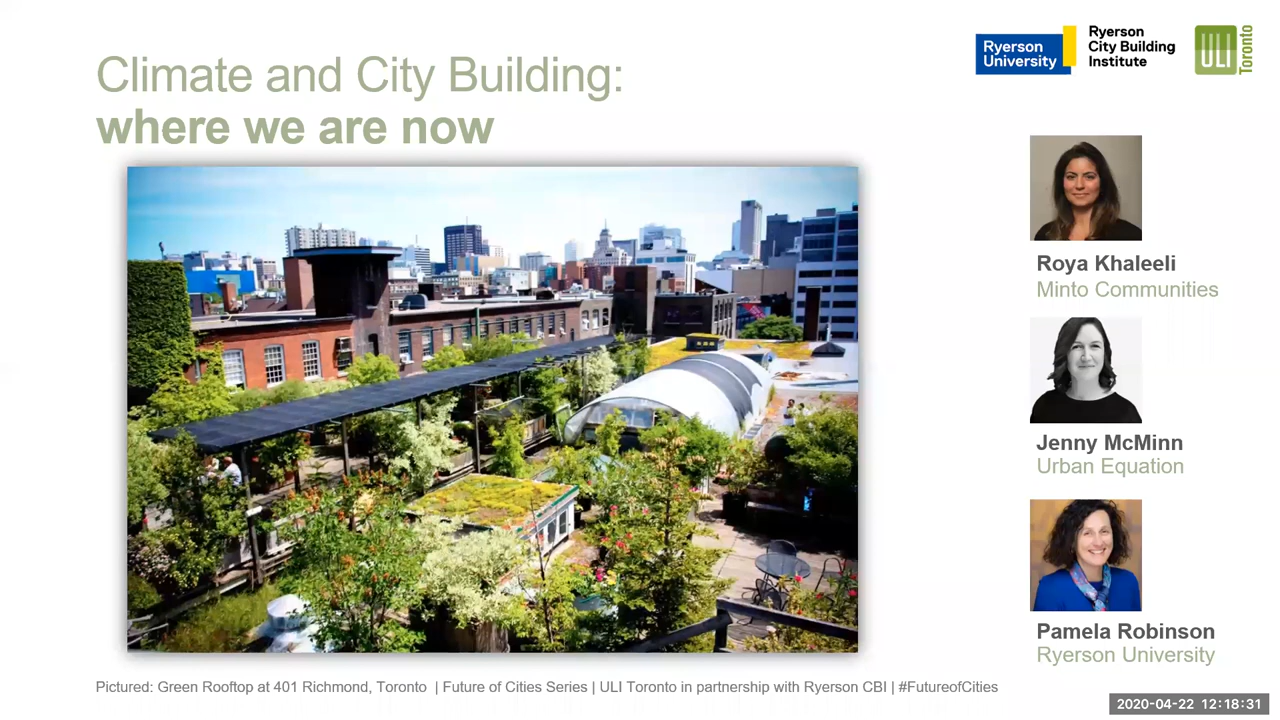 Climate and City Building:
where we are now
Ryerson
University
Ryerson
City Building
Institute
ULI
Toronto
Roya Khaleeli
Minto Communities
Jenny McMinn
Urban Equation
Pamela Robinson
Ryerson University
Pictured: Green Rooftop at 401 Richmond, Toronto | Future of Cities Series | ULI Toronto in partnership with Ryerson CBI | #FutureofCities
2020-04-22 12:18:31